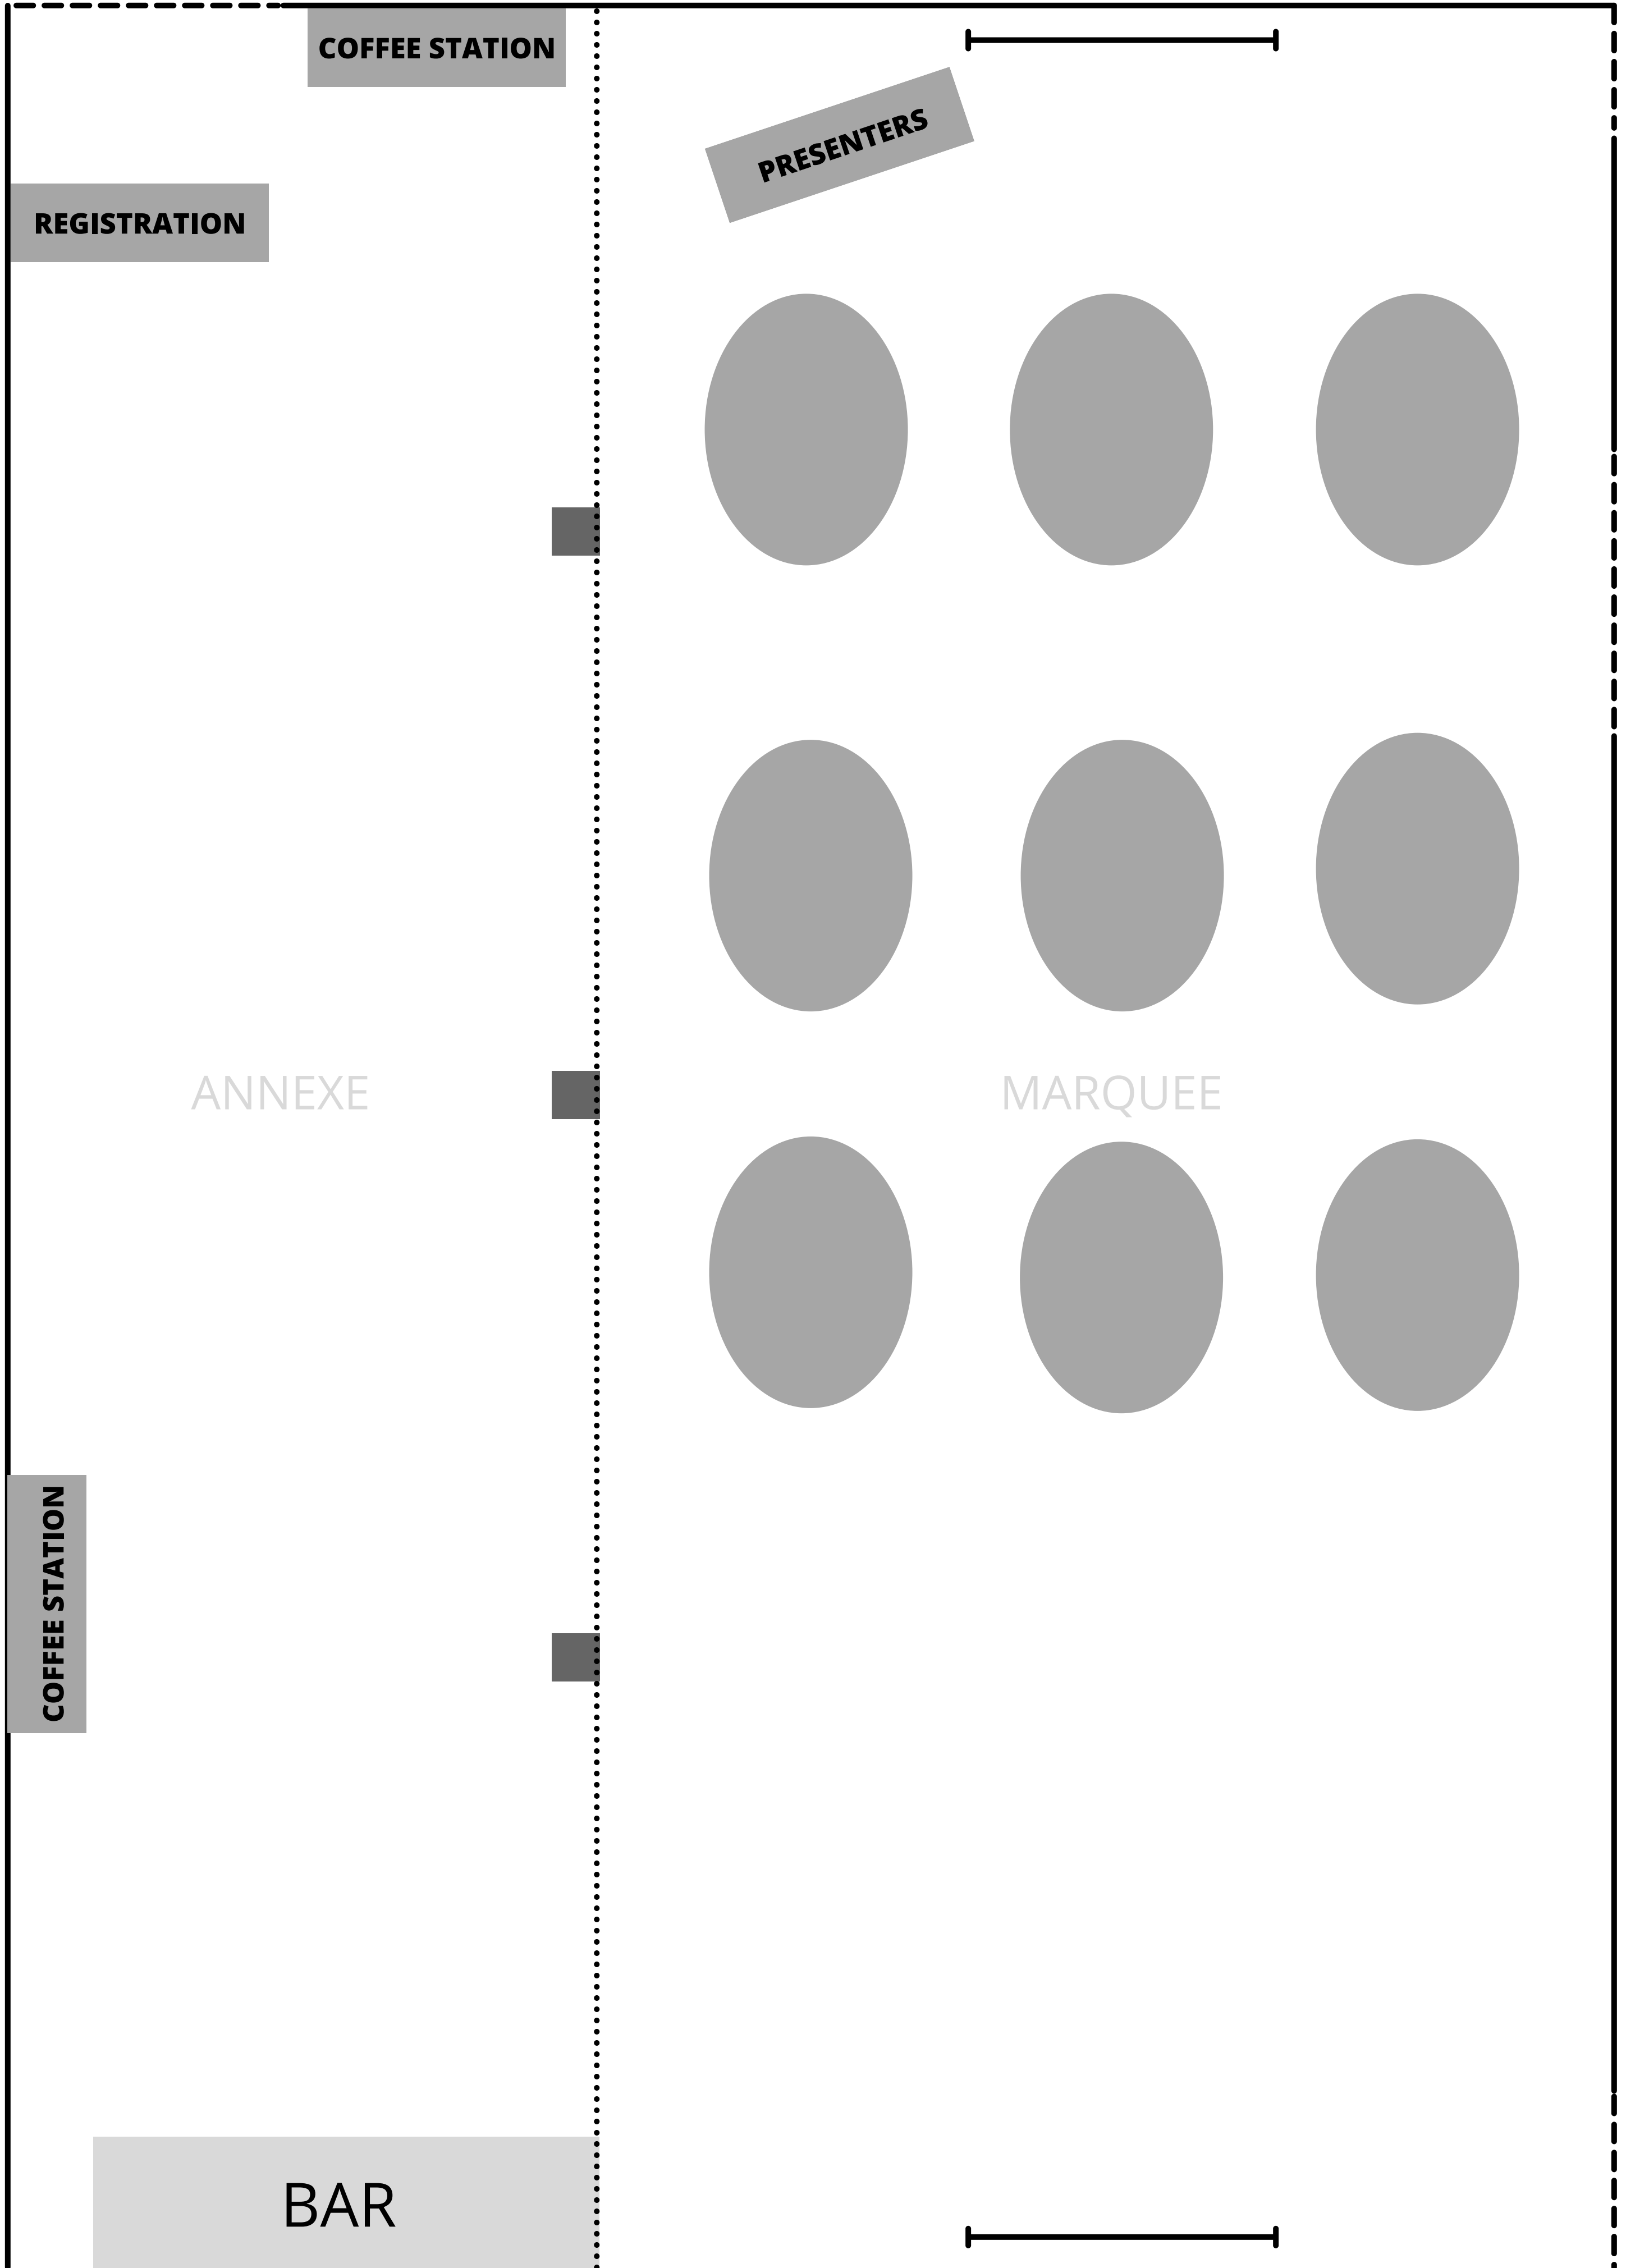 COFFEE STATION
PRESENTERS
REGISTRATION
ANNEXE
MARQUEE
COFFEE STATION
BAR